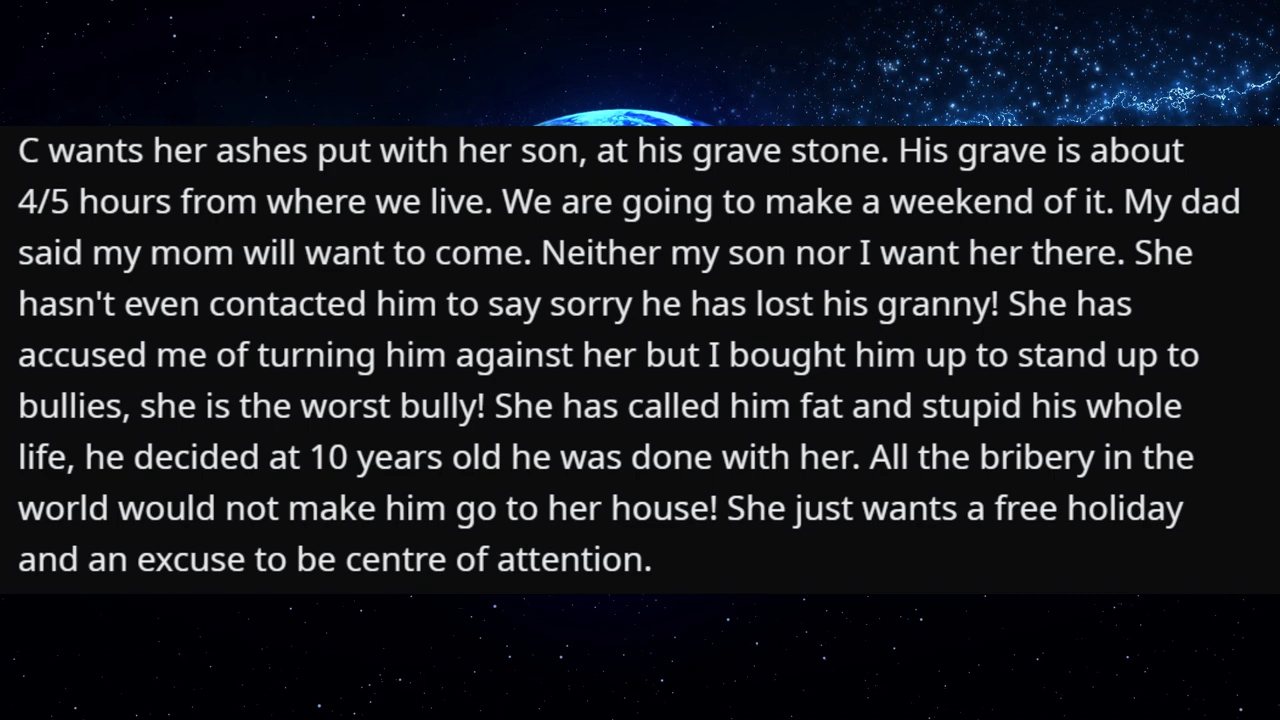 C wants her ashes put with her son, at his grave stone. His grave is about
4/5 hours from where we live. We are going to make a weekend of it. My dad
said my mom will want to come. Neither my son nor I want her there. She
hasn't even contacted him to say sorry he has lost his granny! She has
accused me of turning him against her but I bought him up to stand up to
bullies, she is the worst bully! She has called him fat and stupid his whole
life, he decided at 10 years old he was done with her. All the bribery in the
world would not make him go to her house! She just wants a free holiday
and an excuse to be centre of attention.